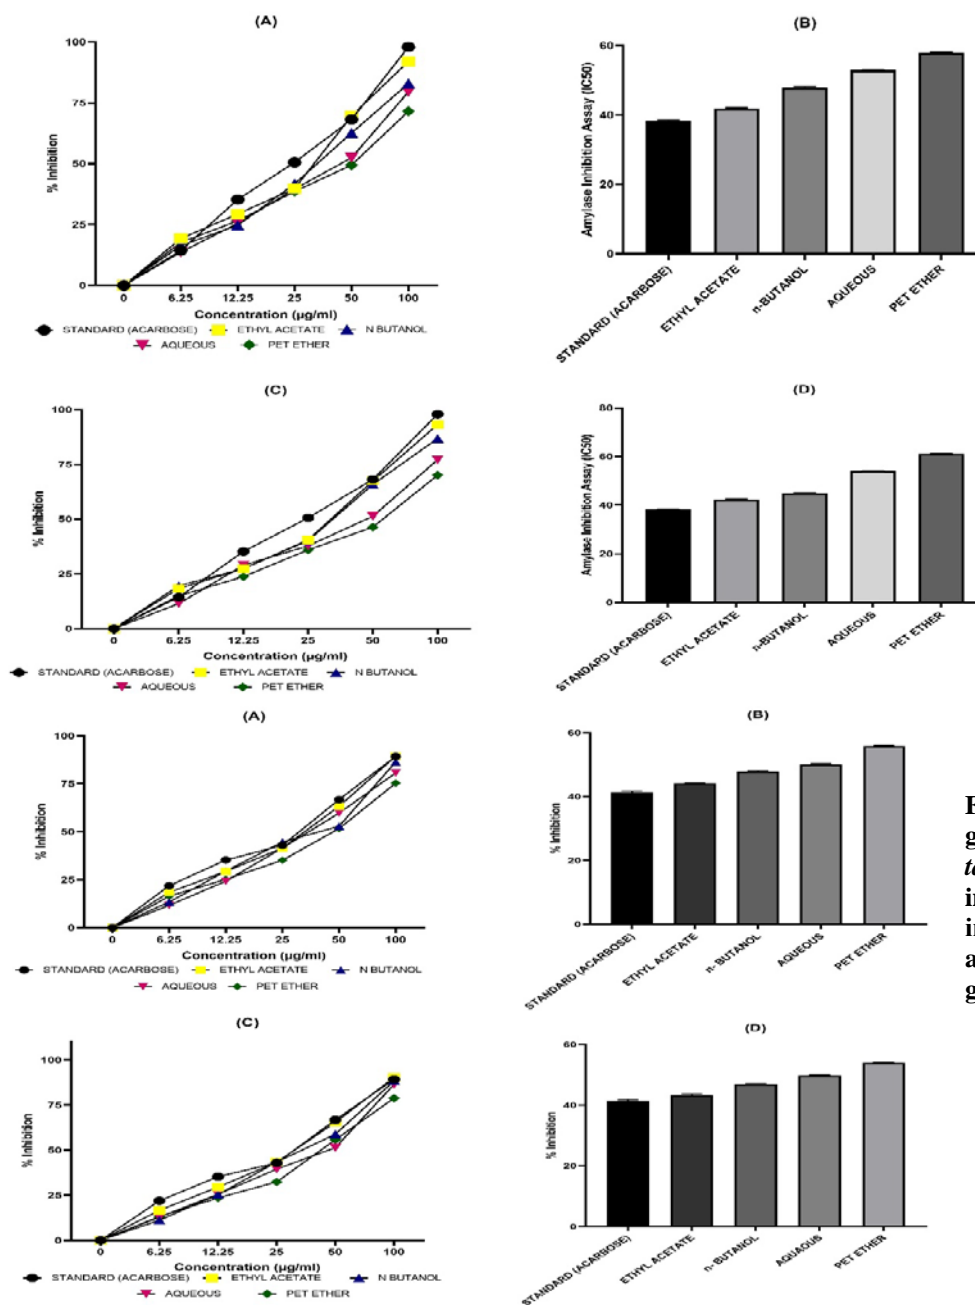 (A)
100
75
50
25
0
% Inhibition
0 6.25 12.25 25 50 100
Concentration (µg/ml)
STANDARD (ACARBOSE) ETHYL ACETATE N BUTANOL
AQUEOUS PET ETHER
(B)
60
40
20
0
Amylase Inhibition Assay (IC50)
STANDARD (ACARBOSE)
ETHYL ACETATE
n-BUTANOL
AQUEOUS
PET ETHER
(C)
100
75
50
25
0
% Inhibition
0 6.25 12.25 25 50 100
Concentration (µg/ml)
STANDARD (ACARBOSE) ETHYL ACETATE N BUTANOL
AQUEOUS PET ETHER
(D)
80
60
40
20
0
Amylase Inhibition Assay (IC50)
STANDARD (ACARBOSE)
ETHYL ACETATE
n-BUTANOL
AQUEOUS
PET ETHER
(A)
100
75
50
25
0
% Inhibition
0 6.25 12.25 25 50 100
Concentration (µg/ml)
STANDARD (ACARBOSE) ETHYL ACETATE N BUTANOL
AQUEOUS PET ETHER
(B)
60
40
20
0
% Inhibition
STANDARD (ACARBOSE)
ETHYL ACETATE
n- BUTANOL
AQUEOUS
PET ETHER
(C)
100
75
50
25
0
% Inhibition
0 6.25 12.25 25 50 100
Concentration (µg/ml)
STANDARD (ACARBOSE) ETHYL ACETATE N BUTANOL
AQUEOUS PET ETHER
(D)
60
40
20
0
% Inhibition
STANDARD (ACARBOSE)
ETHYL ACETATE
n- BUTANOL
AQUAOUS
PET ETHER